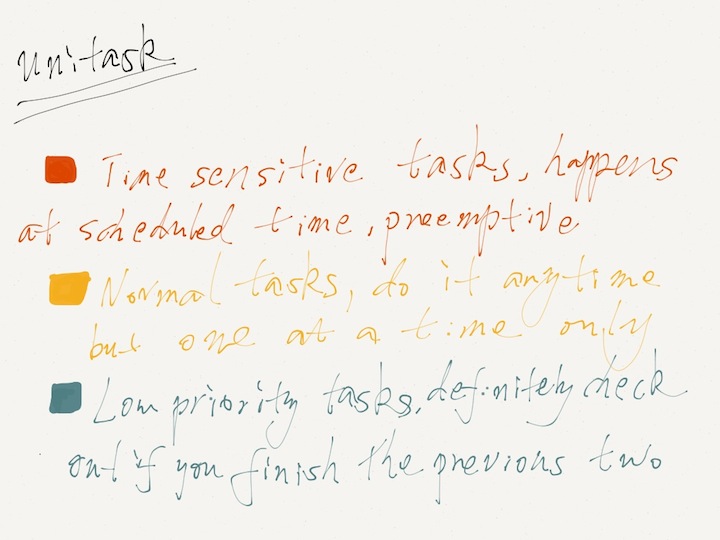 unitask
Time sensitive tasks, happens
at scheduled time, preemptive
Normal tasks, do it anytime
but one at a time only
Low priority tasks, definitely check
out if you finish the previous two